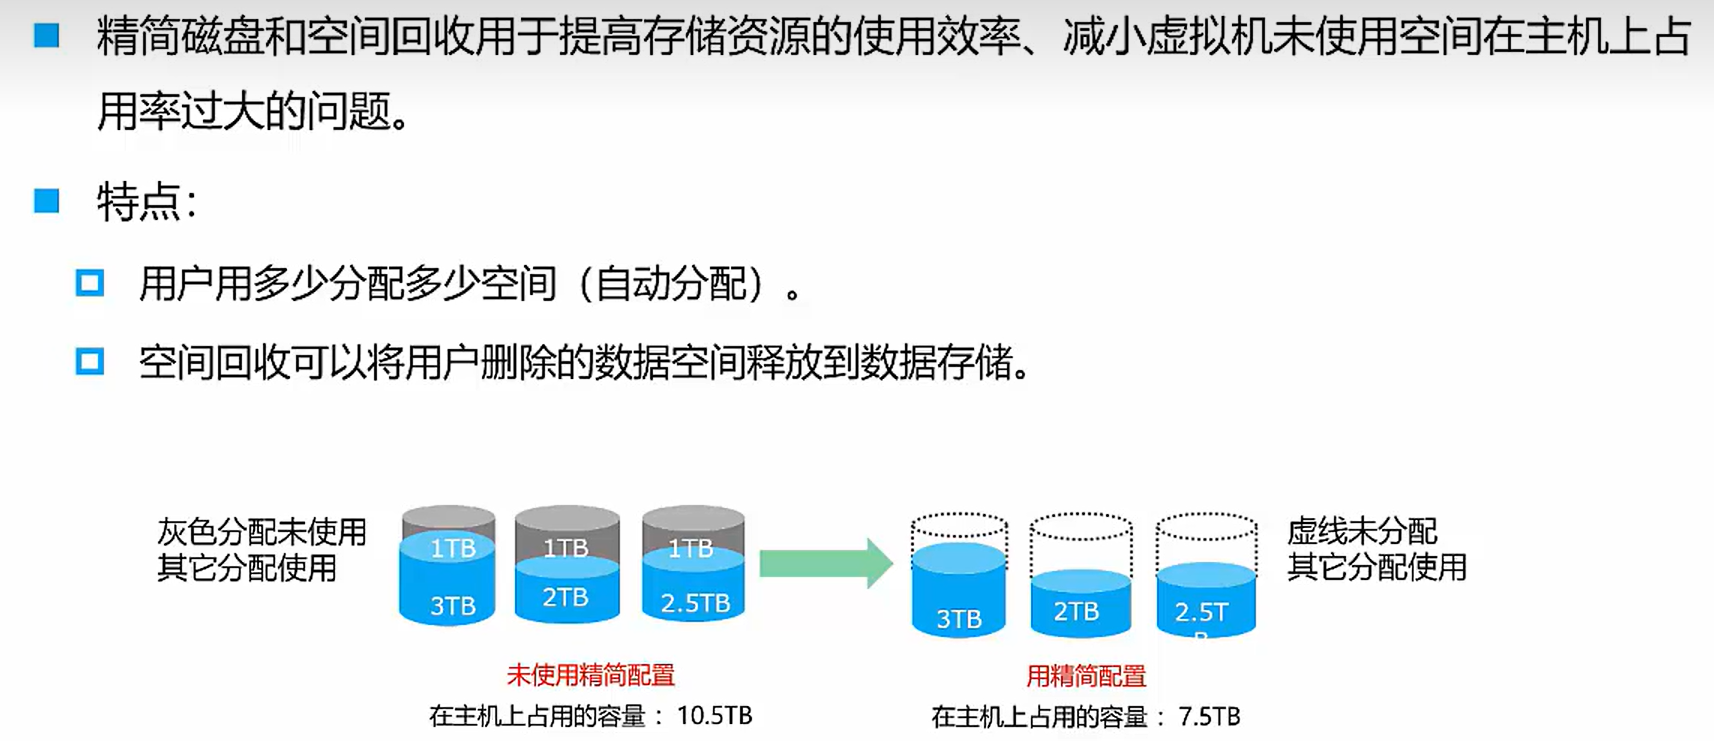 精简磁盘和空间回收用于提高存储资源的使用效率、减小虚拟机未使用空间在主机上占
用率过大的问题。
特点：
用户用多少分配多少空间（自动分配）。
空间回收可以将用户删除的数据空间释放到数据存储。
灰色分配未使用
其它分配使用
1TB
3TB
1TB
2TB
1TB
2.5TB
3TB
2TB
2.5T
B
虚线未分配
其它分配使用
未使用精简配置
在主机上占用的容量： 10.5TB
用精简配置
在主机上占用的容量： 7.5TB